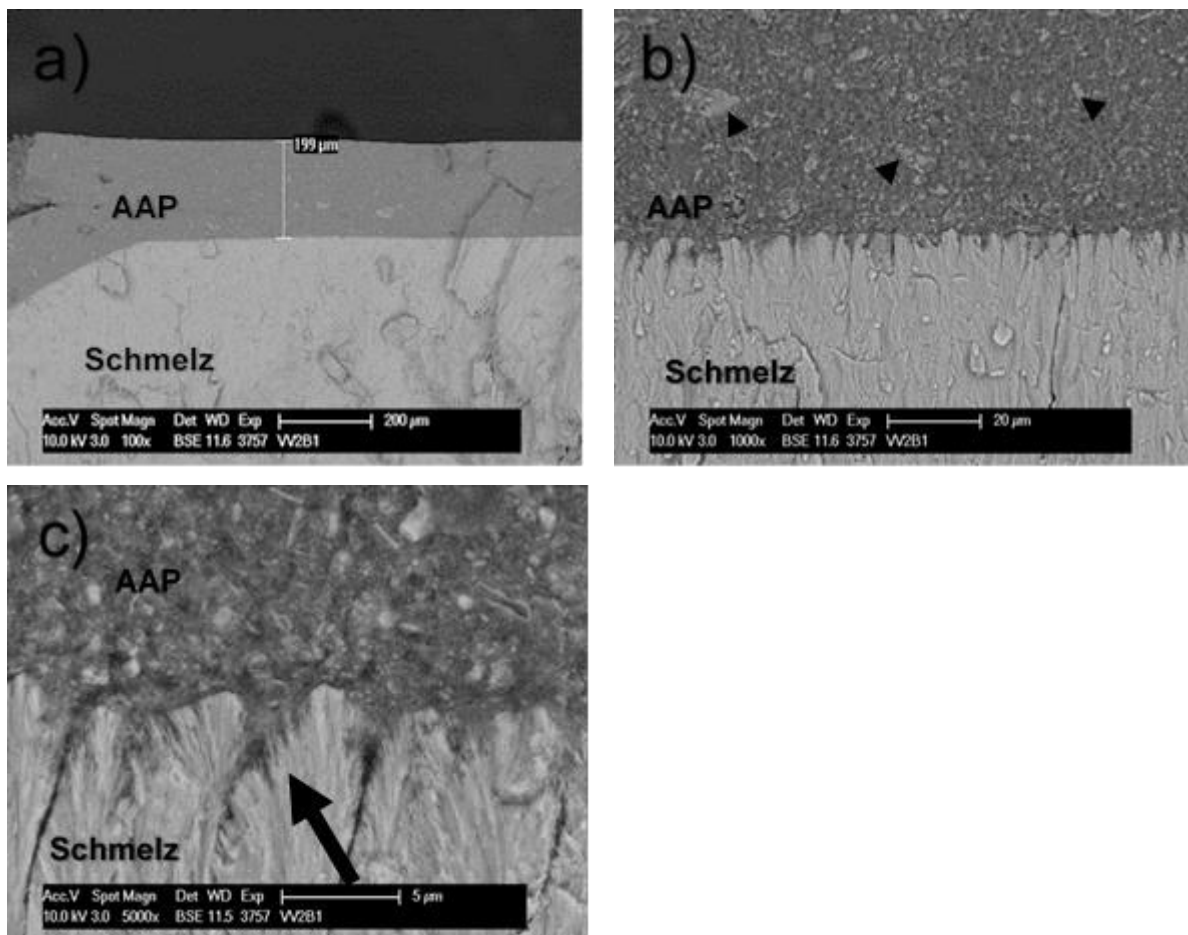 a)
199 µm
AAP
Schmelz
Acc.V Spot Magn Det WD Exp 200 µm
10.0 kV 3.0 100x BSE 11.6 3757 VV2B1
b)
AAP
Schmelz
Acc.V Spot Magn Det WD Exp 20 µm
10.0 kV 3.0 1000x BSE 11.6 3757 VV2B1
c)
AAP
Schmelz
Acc.V Spot Magn Det WD Exp 5 µm
10.0 kV 3.0 5000x BSE 11.5 3757 VV2B1